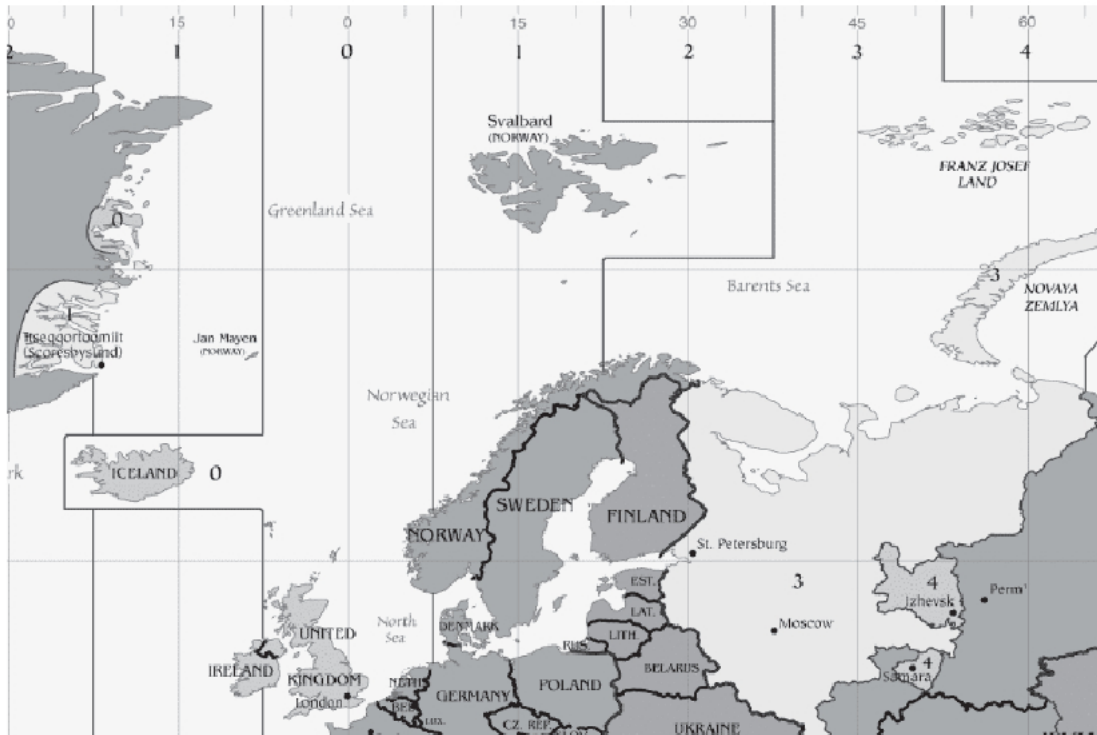 0 15 0 15 30 45 60
2 1 0 1 2 3 4
Svalbard
(NORWAY)
FRANZ JOSEF
LAND
0
Greenland Sea
3
Barents Sea
NOVAYA
ZEMLYA
1
Ittoqqortoormiit
(Scoresbysund)
Jan Mayen
(NORWAY)
Norwegian
Sea
rk
ICELAND
0
SWEDEN
NORWAY
FINLAND
St. Petersburg
EST.
3
4
Izhevsk
Perm'
LAT.
North
Sea
DENMARK
UNITED
LITH.
Moscow
RUS.
IRELAND
KINGDOM
BELARUS
4
Samara
London
NETH.
GERMANY
POLAND
BEL.
LUX.
CZ. REP.
UKRAINE